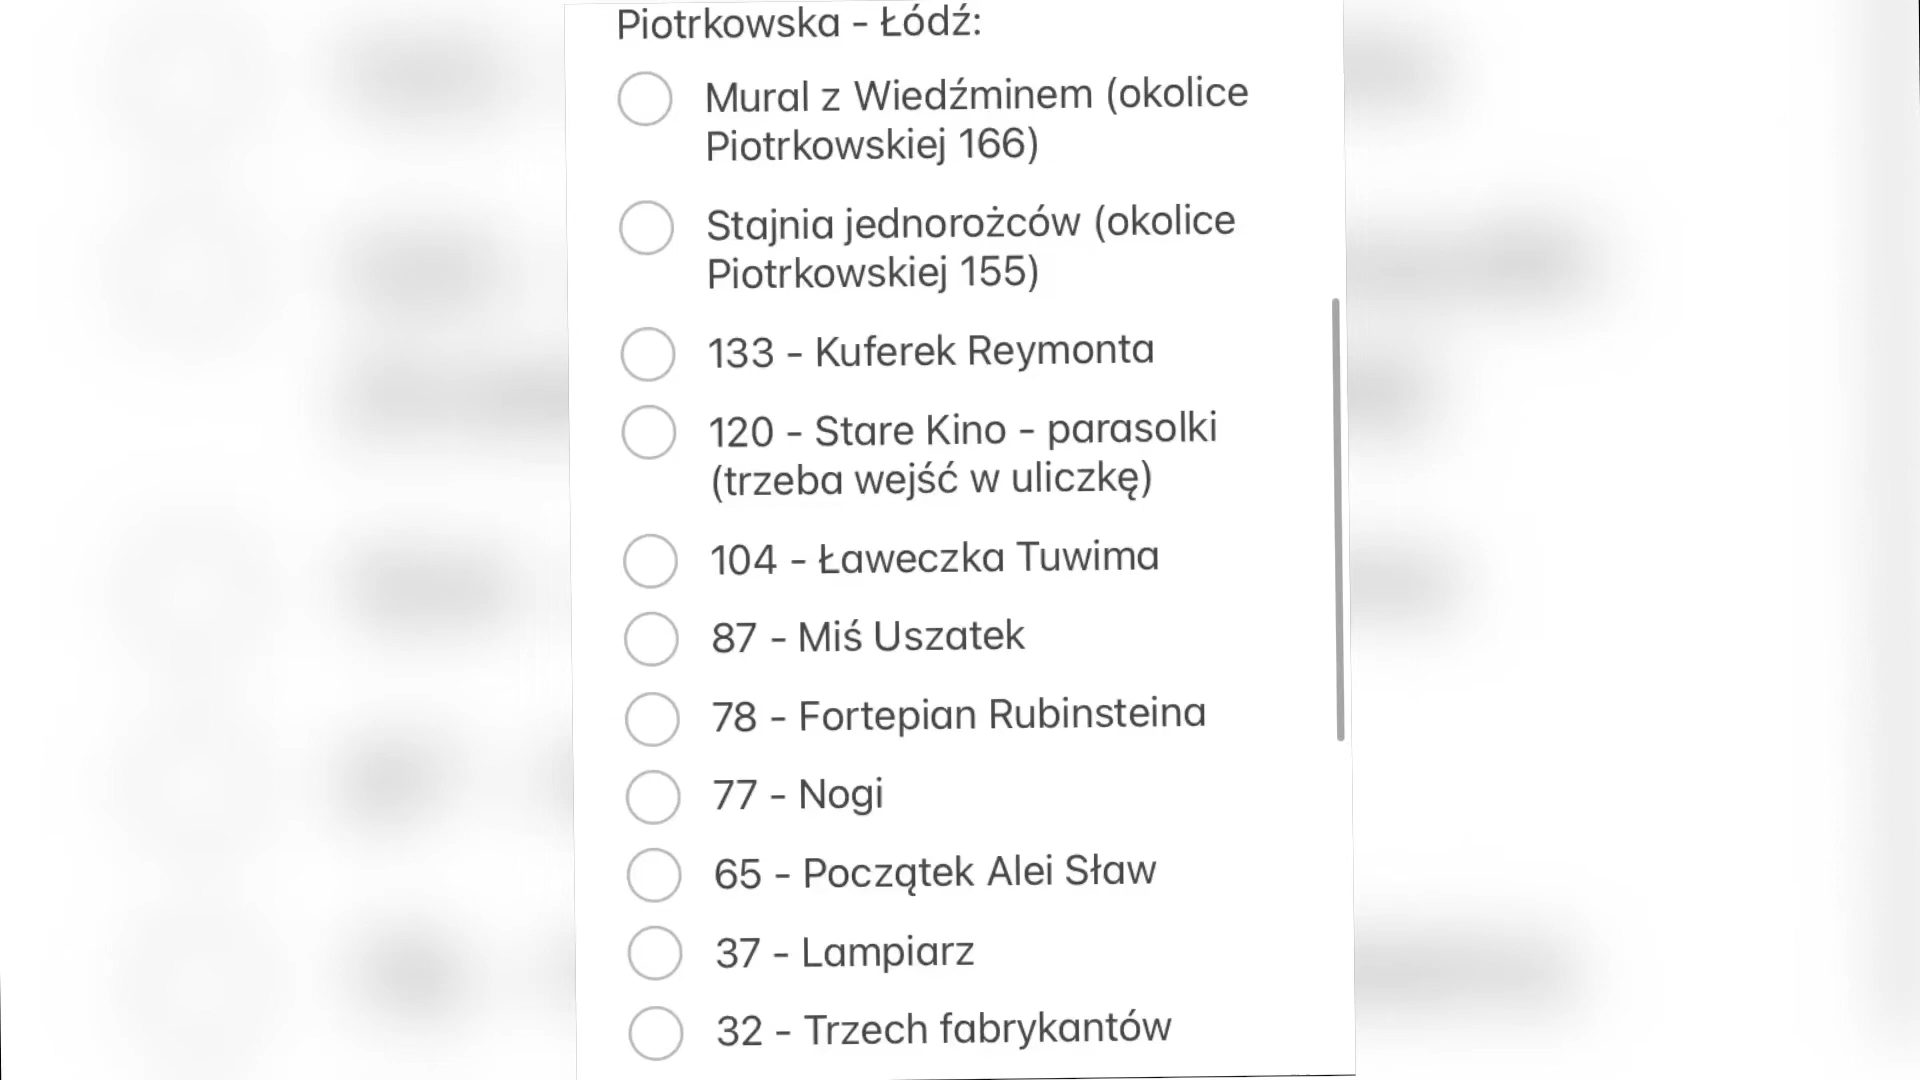 Piotrkowska - Łódź:
Mural z Wiedźminem (okolice
Piotrkowskiej 166)
Stajnia jednorożców (okolice
Piotrkowskiej 155)
133 - Kuferek Reymonta
120 - Stare Kino - parasolki
(trzeba wejść w uliczkę)
104 - Ławeczka Tuwima
87 - Miś Uszatek
78 - Fortepian Rubinsteina
77 - Nogi
65 - Początek Alei Sław
37 - Lampiarz
32 - Trzech fabrykantów